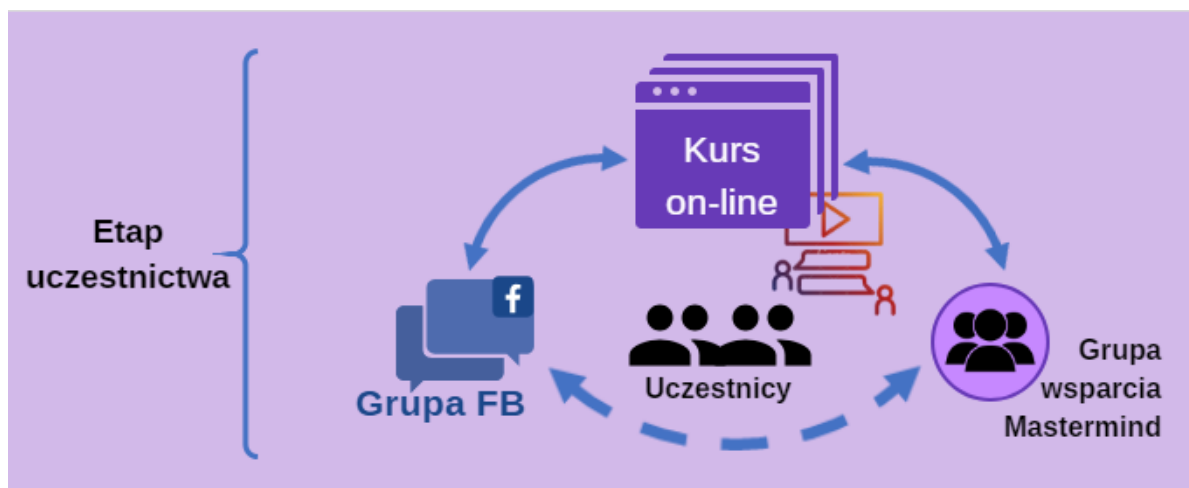 Etap
uczestnictwa
Kurs
on-line
f
Grupa FB
Uczestnicy
Grupa
wsparcia
Mastermind